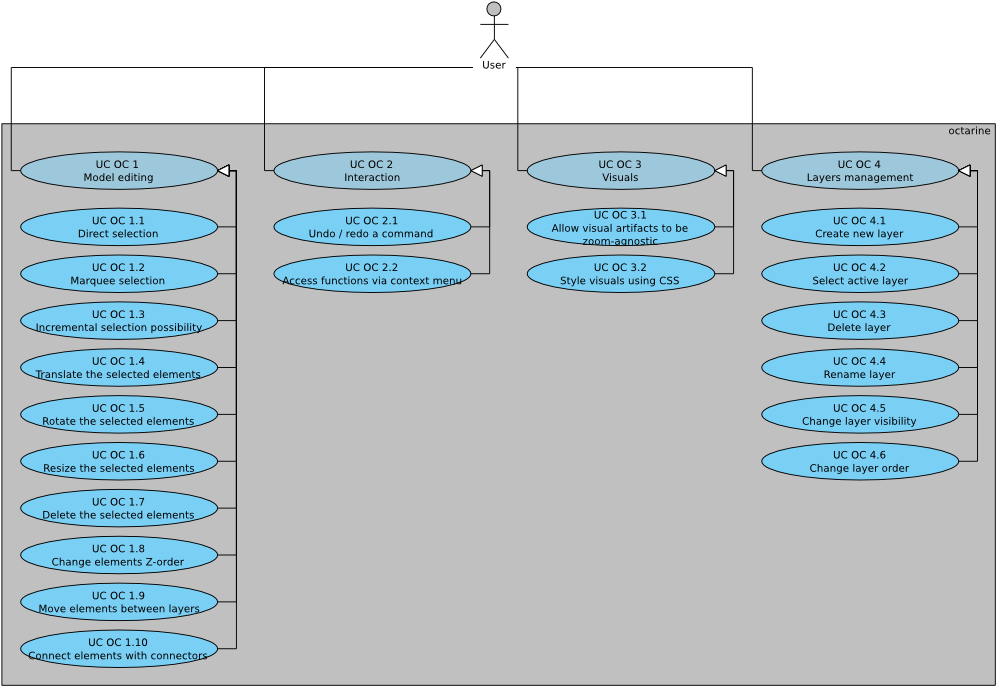 User
octarine
UC OC 1
Model editing
UC OC 1.1
Direct selection
UC OC 1.2
Marquee selection
UC OC 1.3
Incremental selection possibility
UC OC 1.4
Translate the selected elements
UC OC 1.5
Rotate the selected elements
UC OC 1.6
Resize the selected elements
UC OC 1.7
Delete the selected elements
UC OC 1.8
Change elements Z-order
UC OC 1.9
Move elements between layers
UC OC 1.10
Connect elements with connectors
UC OC 2
Interaction
UC OC 2.1
Undo / redo a command
UC OC 2.2
Access functions via context menu
UC OC 3
Visuals
UC OC 3.1
Allow visual artifacts to be
zoom-agnostic
UC OC 3.2
Style visuals using CSS
UC OC 4
Layers management
UC OC 4.1
Create new layer
UC OC 4.2
Select active layer
UC OC 4.3
Delete layer
UC OC 4.4
Rename layer
UC OC 4.5
Change layer visibility
UC OC 4.6
Change layer order